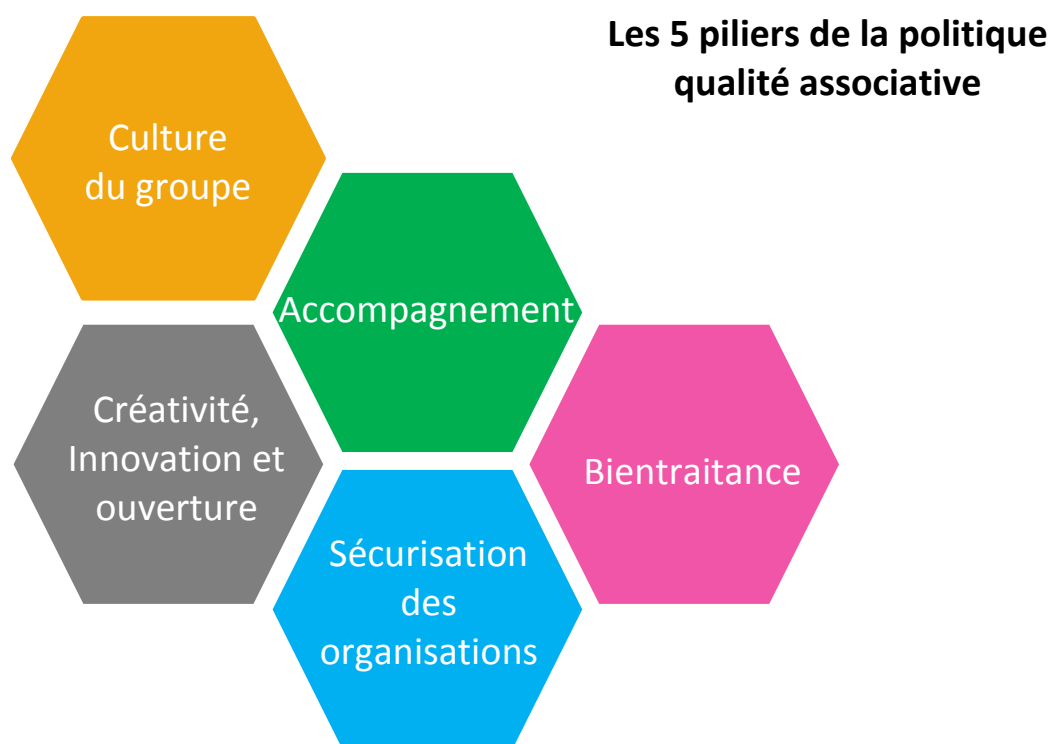 Les 5 piliers de la politique
qualité associative
Culture
du groupe
Accompagnement
Créativité,
Innovation et
ouverture
Bientraitance
Sécurisation
des
organisations